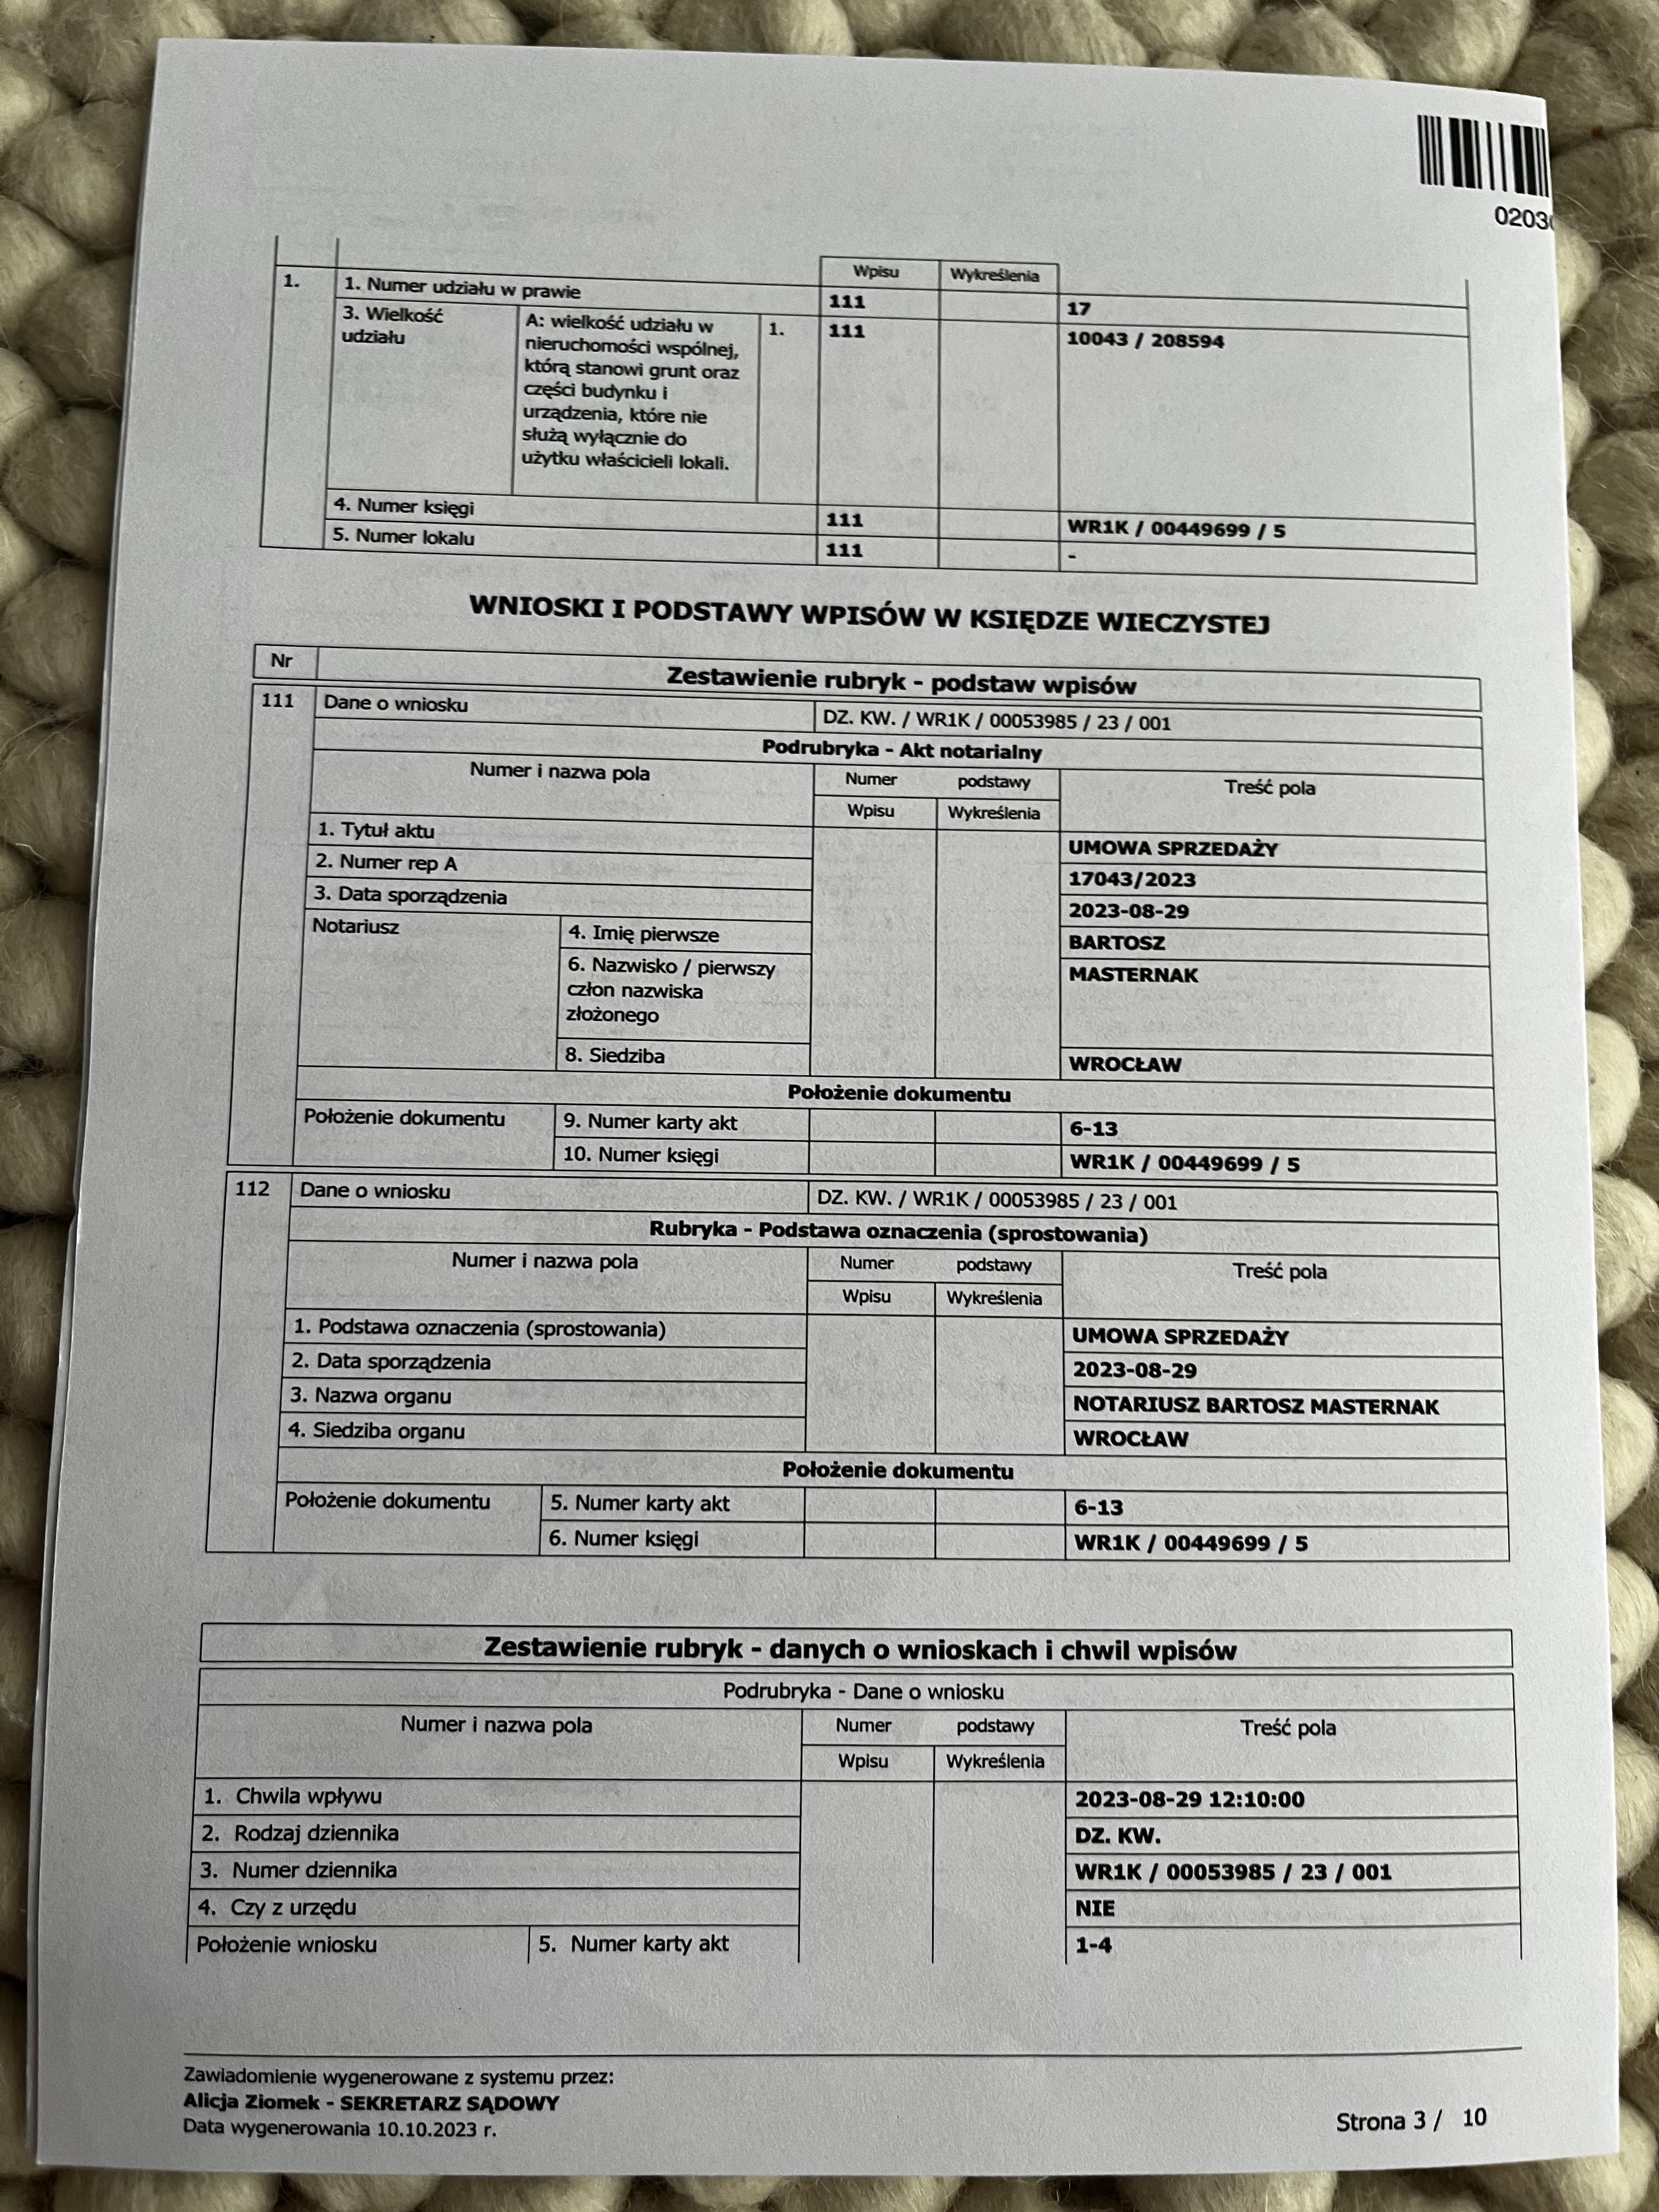 0203
Wpisu Wykreślenia
1. 1. Numer udziału w prawie 111 17
3. Wielkość udziału A: wielkość udziału w 1. 111 10043 / 208594
nieruchomości wspólnej,
którą stanowi grunt oraz
części budynku i
urządzenia, które nie
służą wyłącznie do
użytku właścicieli lokali.
4. Numer księgi 111 WR1K / 00449699 / 5
5. Numer lokalu 111 -
WNIOSKI I PODSTAWY WPISÓW W KSIĘDZE WIECZYSTEJ
Nr Zestawienie rubryk - podstaw wpisów
111 Dane o wniosku DZ. KW. / WR1K / 00053985 / 23 / 001
Podrubryka - Akt notarialny
Numer i nazwa pola Numer podstawy Treść pola
Wpisu Wykreślenia
1. Tytuł aktu UMOWA SPRZEDAŻY
2. Numer rep A 17043/2023
3. Data sporządzenia 2023-08-29
Notariusz 4. Imię pierwsze BARTOSZ
6. Nazwisko / pierwszy MASTERNAK
człon nazwiska
złożonego
8. Siedziba WROCŁAW
Położenie dokumentu
Położenie dokumentu 9. Numer karty akt 6-13
10. Numer księgi WR1K / 00449699 / 5
112 Dane o wniosku DZ. KW. / WR1K / 00053985 / 23 / 001
Rubryka - Podstawa oznaczenia (sprostowania)
Numer i nazwa pola Numer podstawy Treść pola
Wpisu Wykreślenia
1. Podstawa oznaczenia (sprostowania) UMOWA SPRZEDAŻY
2. Data sporządzenia 2023-08-29
3. Nazwa organu NOTARIUSZ BARTOSZ MASTERNAK
4. Siedziba organu WROCŁAW
Położenie dokumentu
Położenie dokumentu 5. Numer karty akt 6-13
6. Numer księgi WR1K / 00449699 / 5
Zestawienie rubryk - danych o wnioskach i chwil wpisów
Podrubryka - Dane o wniosku
Numer i nazwa pola Numer podstawy Treść pola
Wpisu Wykreślenia
1. Chwila wpływu 2023-08-29 12:10:00
2. Rodzaj dziennika DZ. KW.
3. Numer dziennika WR1K / 00053985 / 23 / 001
4. Czy z urzędu NIE
Położenie wniosku 5. Numer karty akt 1-4
Zawiadomienie wygenerowane z systemu przez:
Alicja Ziomek - SEKRETARZ SĄDOWY
Data wygenerowania 10.10.2023 r.
Strona 3 / 10